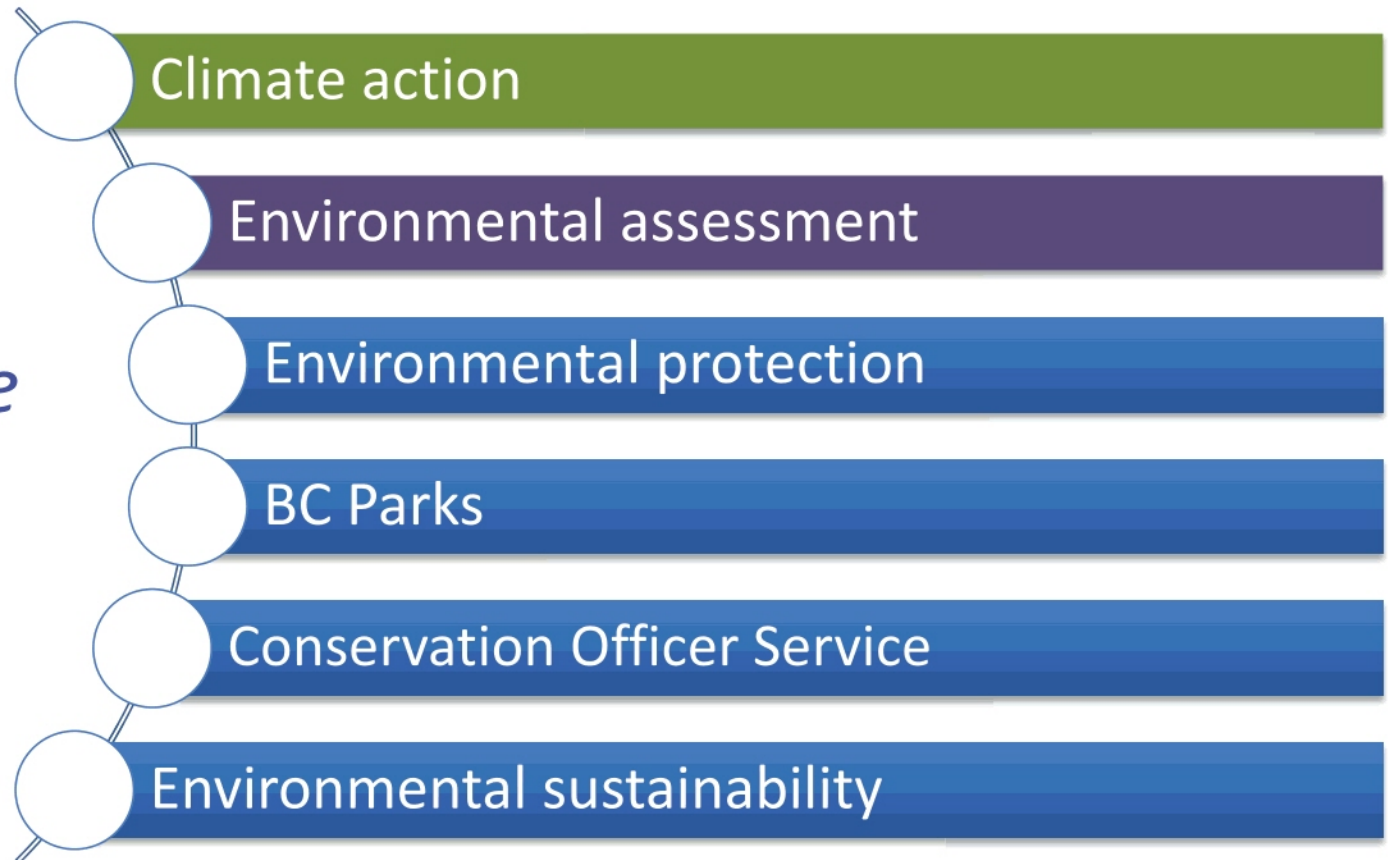 Climate action
Environmental assessment
Environmental protection
e
BC Parks
Conservation Officer Service
Environmental sustainability